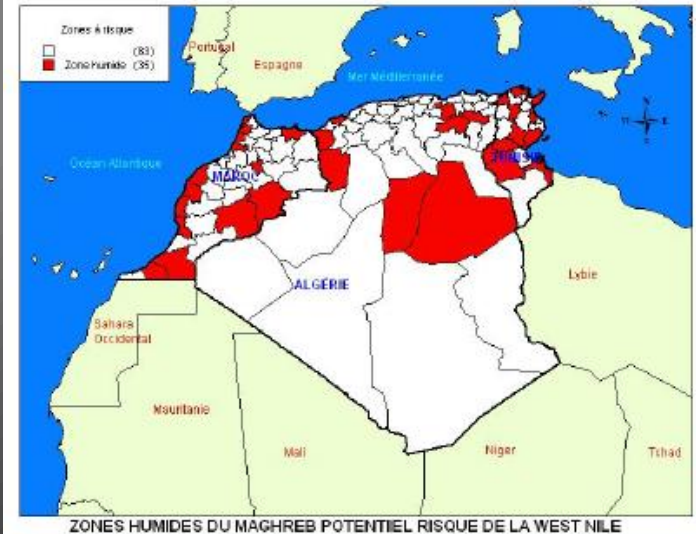 Zones à risque
(83)
Zone humide (35)
Portugal
Espagne
Mer Méditerranée
N
E
Océan Atlantique
MAROC
TUNISIE
ALGÉRIE
Lybie
Sahara
Occidental
Mauritanie
Mali
Niger
Tchad
ZONES HUMIDES DU MAGHREB POTENTIEL RISQUE DE LA WEST NILE